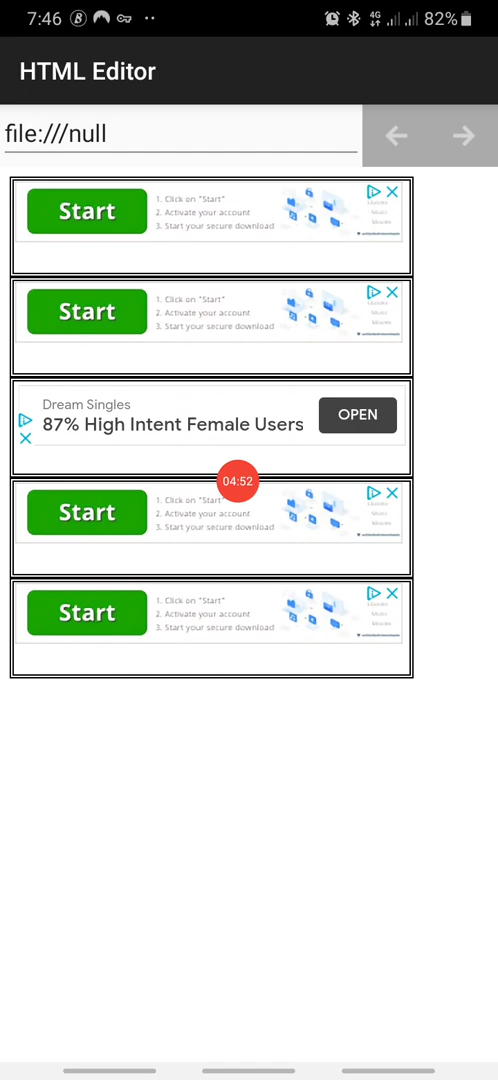 7:46
4G
82%
HTML Editor
file:///null
Start
1. Click on "Start"
2. Activate your account
3. Start your secure download
Start
1. Click on "Start"
2. Activate your account
3. Start your secure download
Dream Singles
87% High Intent Female Users
OPEN
04:52
Start
1. Click on "Start"
2. Activate your account
3. Start your secure download
Start
1. Click on "Start"
2. Activate your account
3. Start your secure download